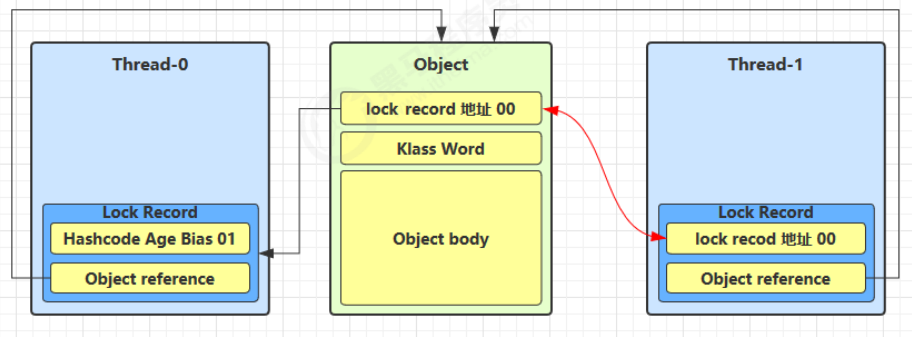 Thread-0
Lock Record
Hashcode Age Bias 01
Object reference
Object
lock record 地址 00
Klass Word
Object body
Thread-1
Lock Record
lock recod 地址 00
Object reference